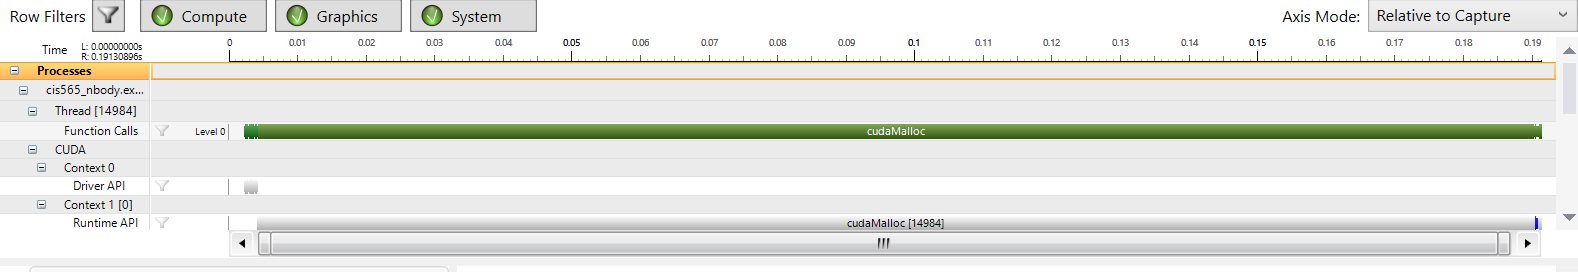 Row Filters Compute Graphics System Axis Mode: Relative to Capture
Time L: 0.00000000s 0 0.01 0.02 0.03 0.04 0.05 0.06 0.07 0.08 0.09 0.1 0.11 0.12 0.13 0.14 0.15 0.16 0.17 0.18 0.19
R: 0.19130896s
Processes
cis565_nbody.ex...
Thread [14984]
Function Calls Level 0 cudaMalloc
CUDA
Context 0
Driver API
Context 1 [0]
Runtime API cudaMalloc [14984]